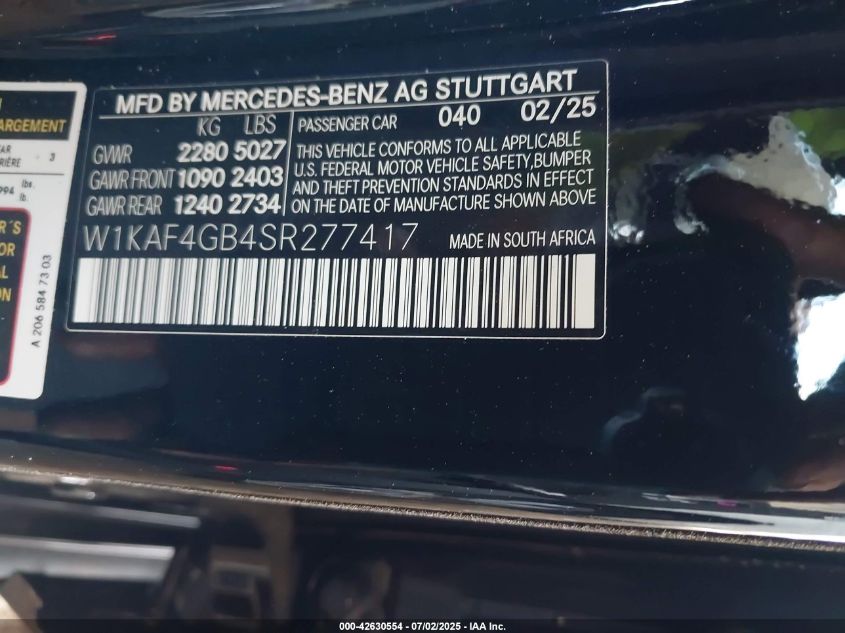 MFD BY MERCEDES-BENZ AG STUTTGART
KG LBS
GVWR 2280 5027
GAWR FRONT 1090 2403
GAWR REAR 1240 2734
PASSENGER CAR 040 02/25
THIS VEHICLE CONFORMS TO ALL APPLICABLE
U.S. FEDERAL MOTOR VEHICLE SAFETY,BUMPER
AND THEFT PREVENTION STANDARDS IN EFFECT
ON THE DATE OF MANUFACTURE SHOWN ABOVE
W1KAF4GB4SR277417 MADE IN SOUTH AFRICA
ARGEMENT
3
lbs.
lb.
A 206 584 73 03
000-42630554 - 07/02/2025 - IAA Inc.